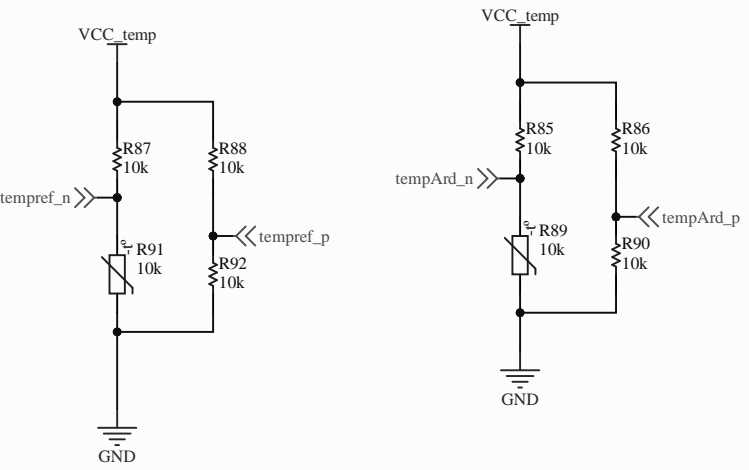 VCC_temp
R87
10k
R88
10k
tempref_n
tempref_p
-t°
R91
10k
R92
10k
GND
VCC_temp
R85
10k
R86
10k
tempArd_n
tempArd_p
-t°
R89
10k
R90
10k
GND